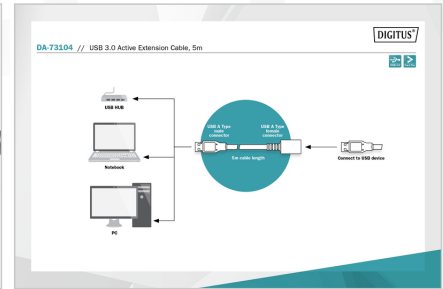 DIGITUS®
DA-73104 // USB 3.0 Active Extension Cable, 5m
USB HUB
USB A Type
male
connector
USB A Type
female
connector
5m cable length
Connect to USB device
Notebook
PC